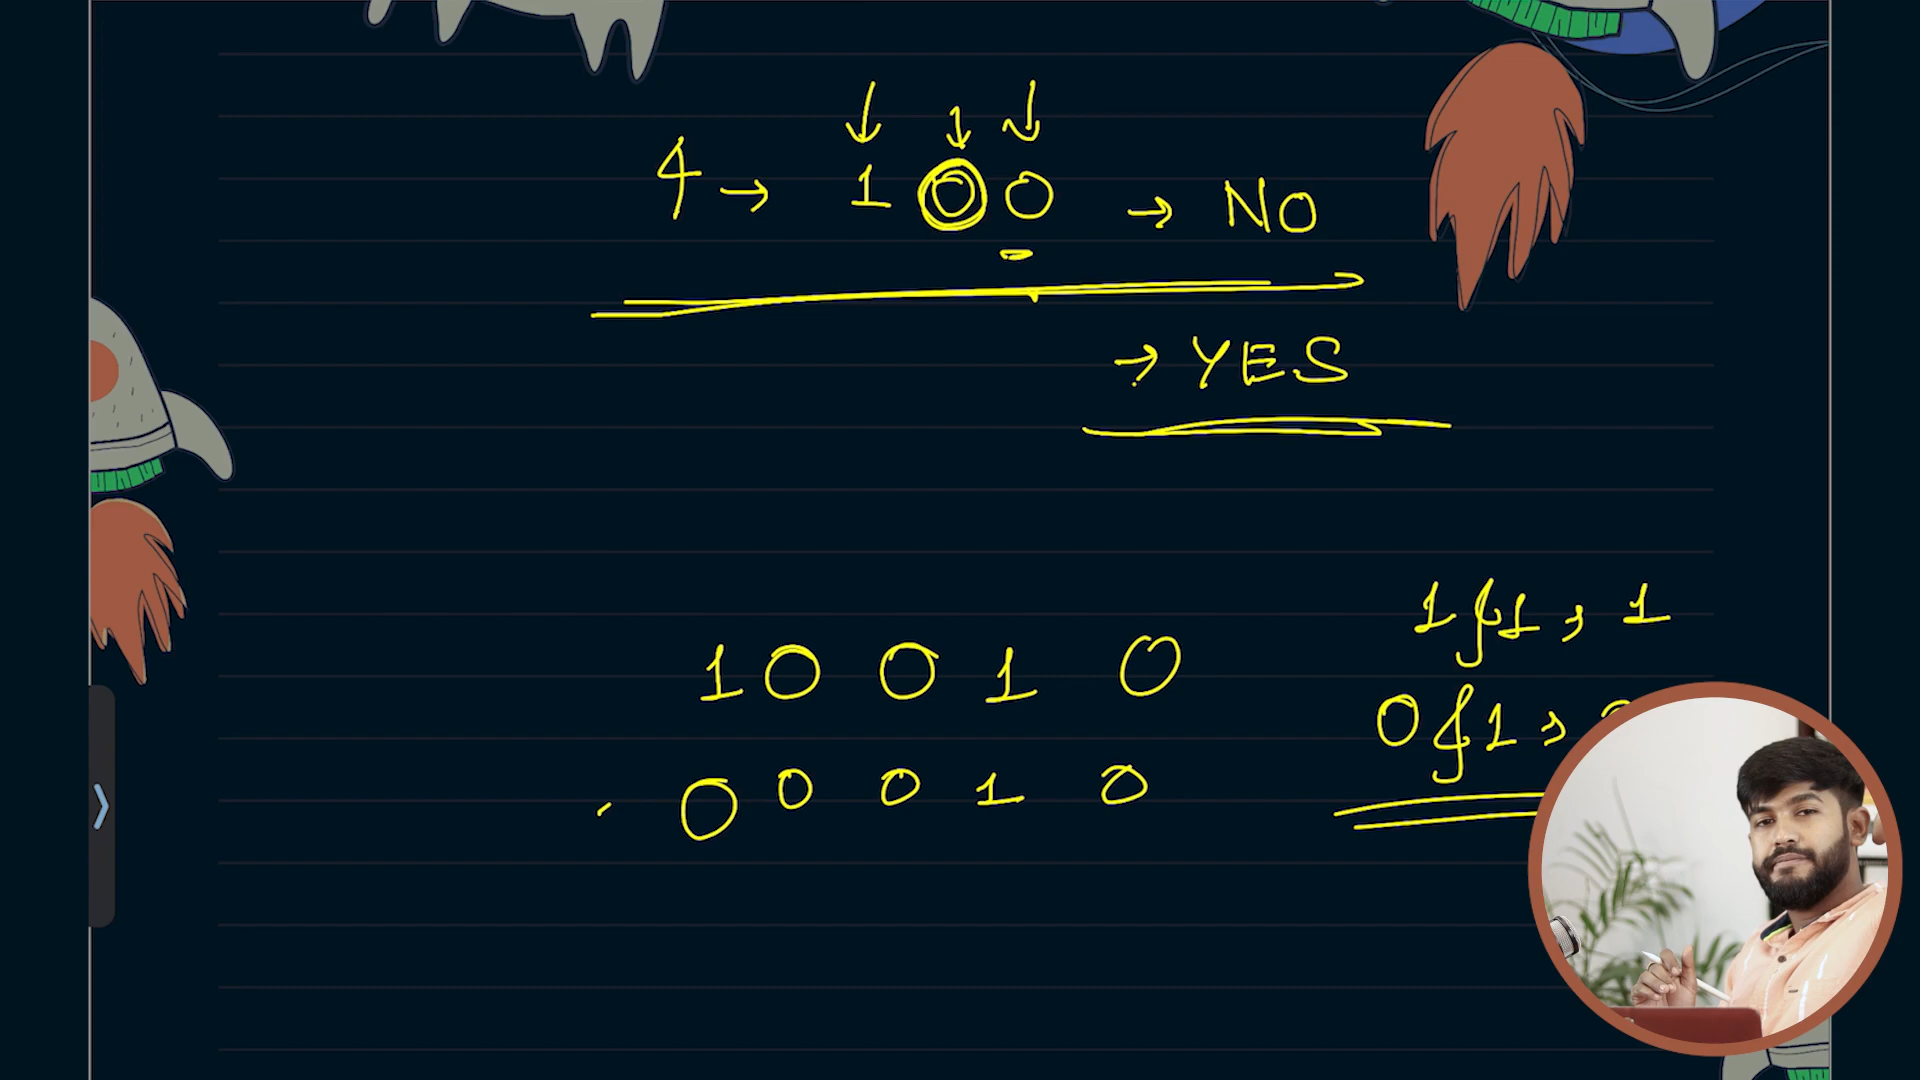 4 → 1 0 0 → NO
→ YES
1 & 1 → 1
1 0 0 1 0
0 & 1 →
0 0 0 1 0